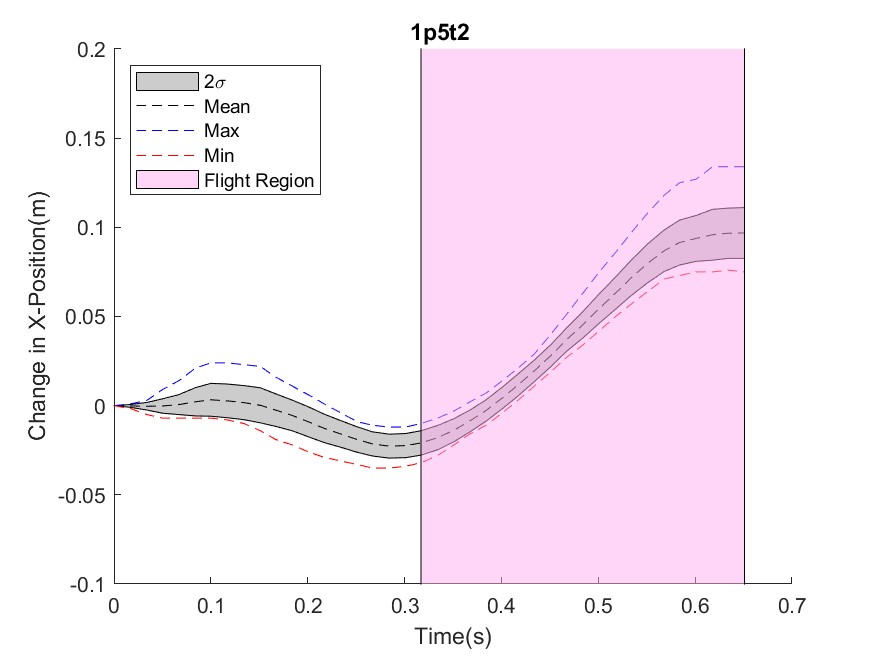 1p5t2
2σ
Mean
Max
Min
Flight Region
Change in X-Position(m)
0.2
0.15
0.1
0.05
0
-0.05
-0.1
0 0.1 0.2 0.3 0.4 0.5 0.6 0.7
Time(s)